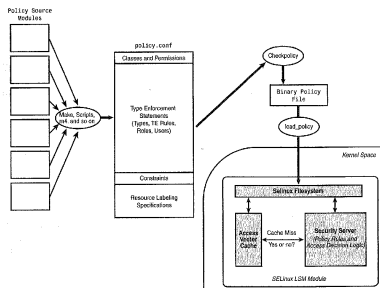 Policy Source
Modules
Make, Scripts,
m4 and so on
policy.conf
Classes and Permissions
Type Enforcement
Statements
(Types, TE Rules,
Roles, Users)
Constraints
Resource Labeling
Specifications
Checkpolicy
Binary Policy
File
load_policy
Kernel Space
Selinux Filesystem
Access
Vector
Cache
Cache Miss
Yes or no?
Security Server
(Policy Rules and
Access Decision Logic)
SELinux LSM Module